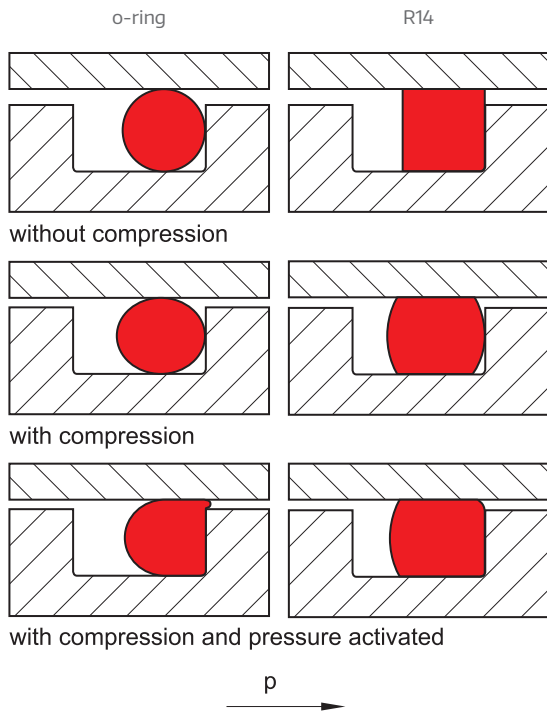 o-ring
R14
without compression
with compression
with compression and pressure activated
p